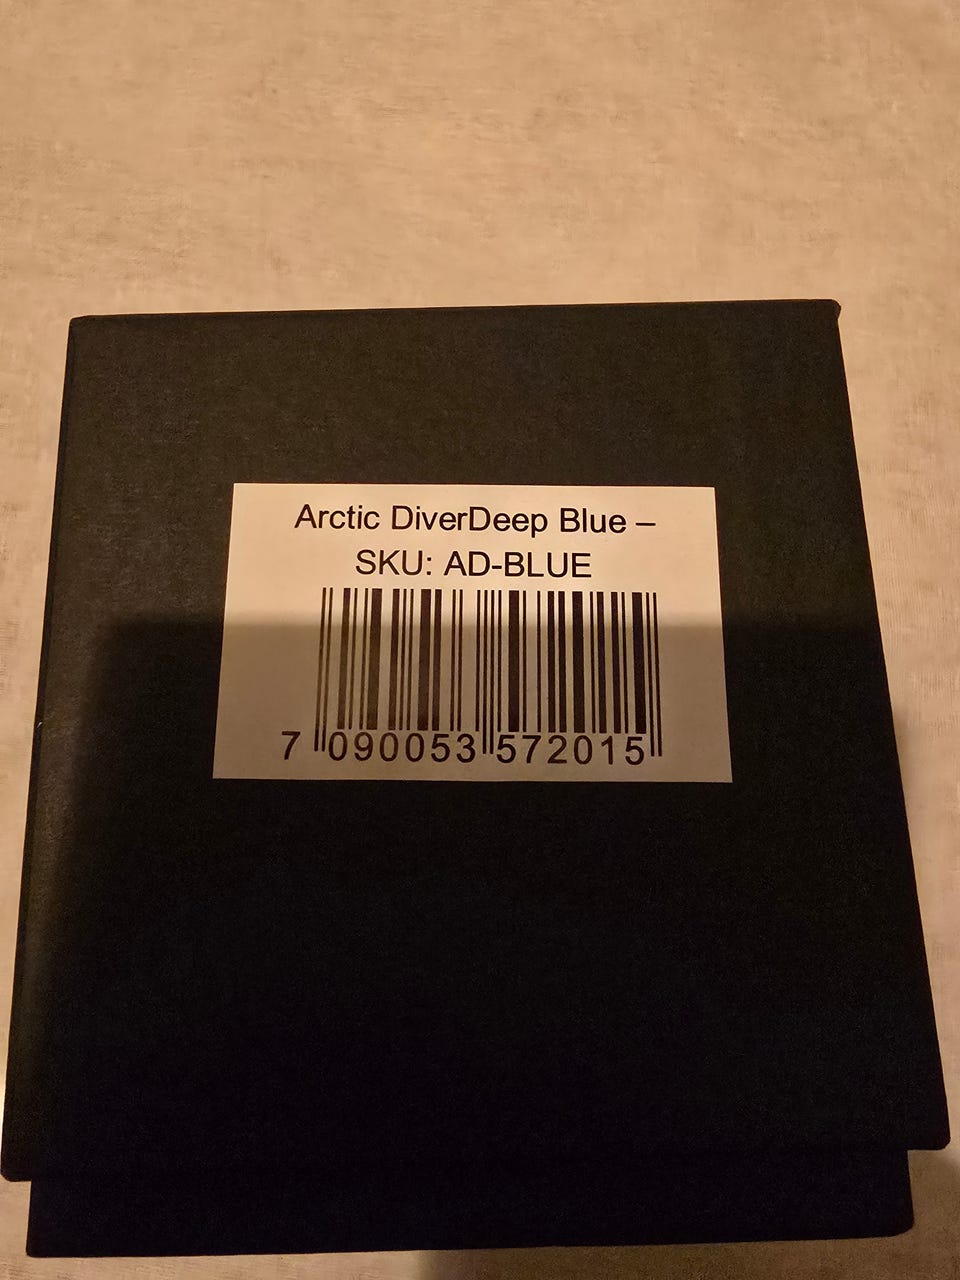 Arctic DiverDeep Blue –
SKU: AD-BLUE
7 090053 572015